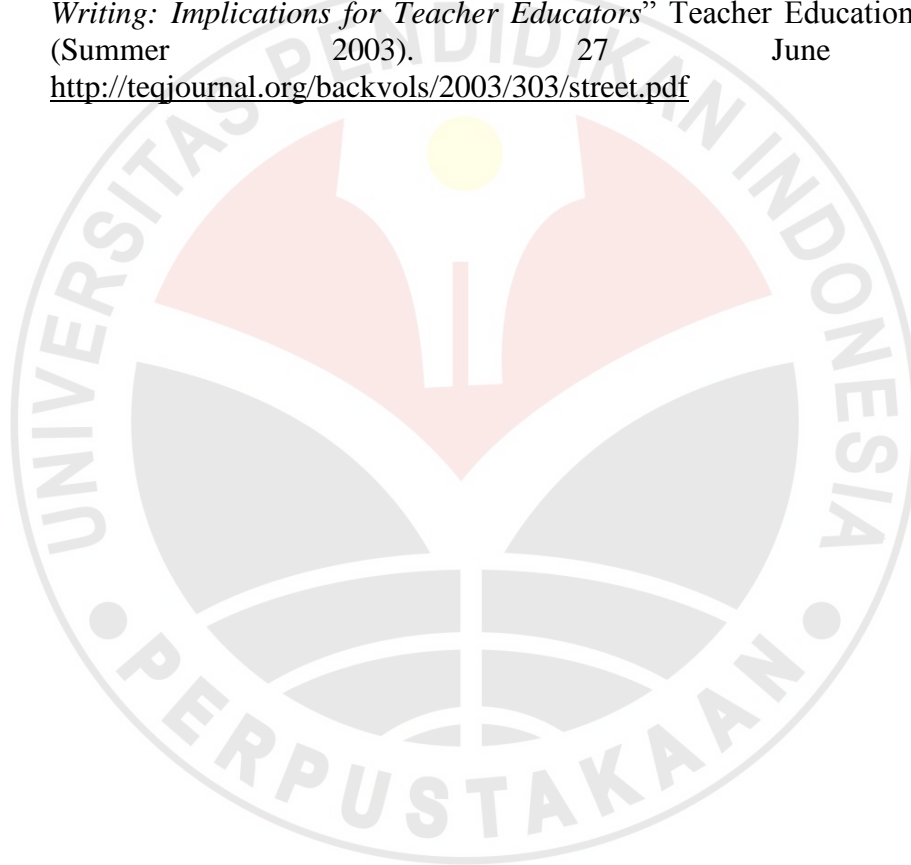 Writing: Implications for Teacher Educators” Teacher Education
(Summer 2003). 27 June
http://teqjournal.org/backvols/2003/303/street.pdf
UNIVERSITAS PENDIDIKAN INDONESIA
PERPUSTAKAAN